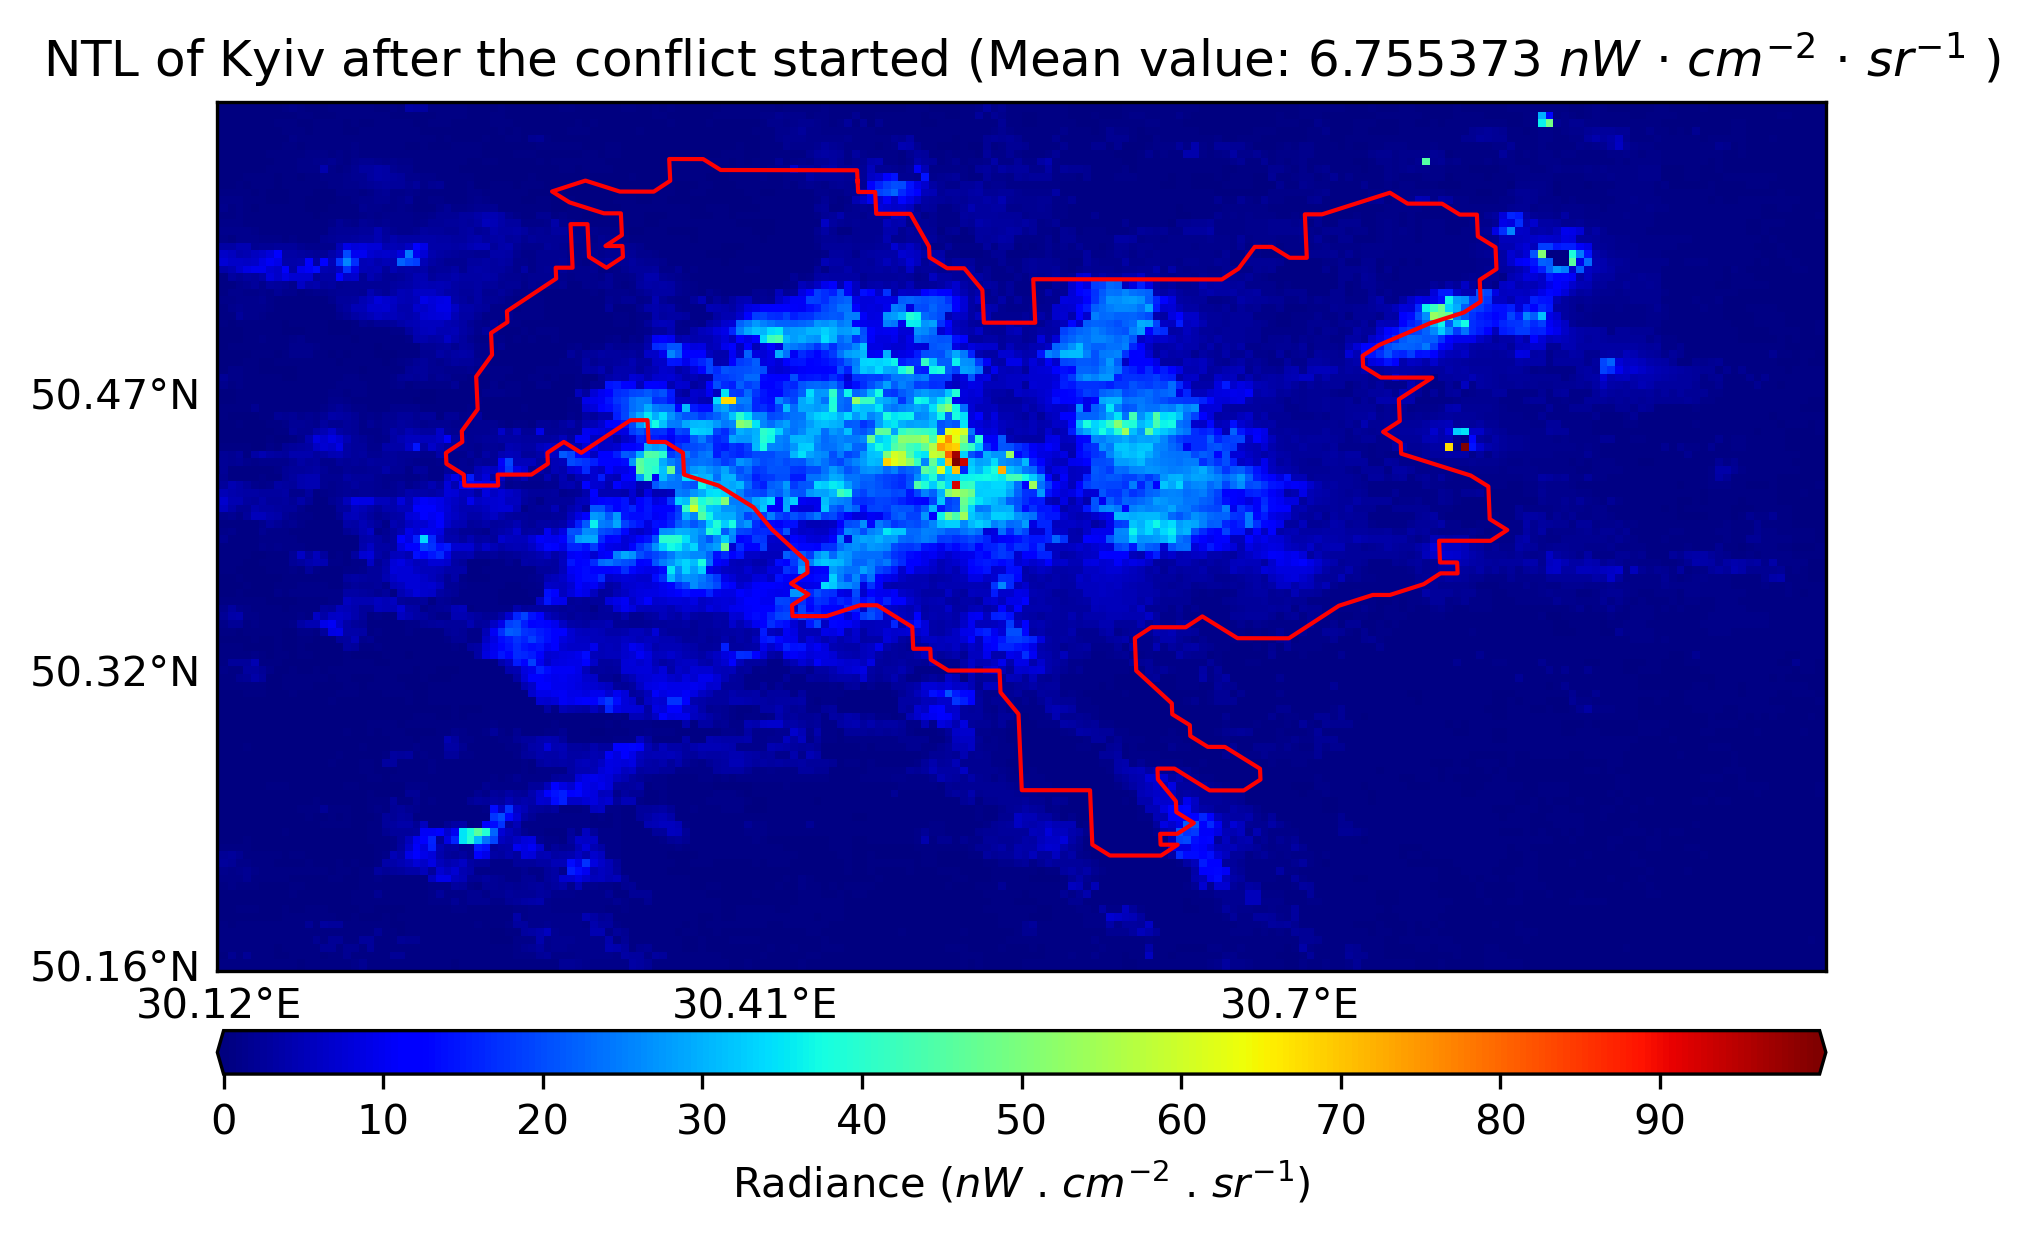 NTL of Kyiv after the conflict started (Mean value: 6.755373 nW · cm⁻² · sr⁻¹ )
50.47°N
50.32°N
50.16°N
30.12°E 30.41°E 30.7°E
0 10 20 30 40 50 60 70 80 90
Radiance (nW . cm⁻² . sr⁻¹)